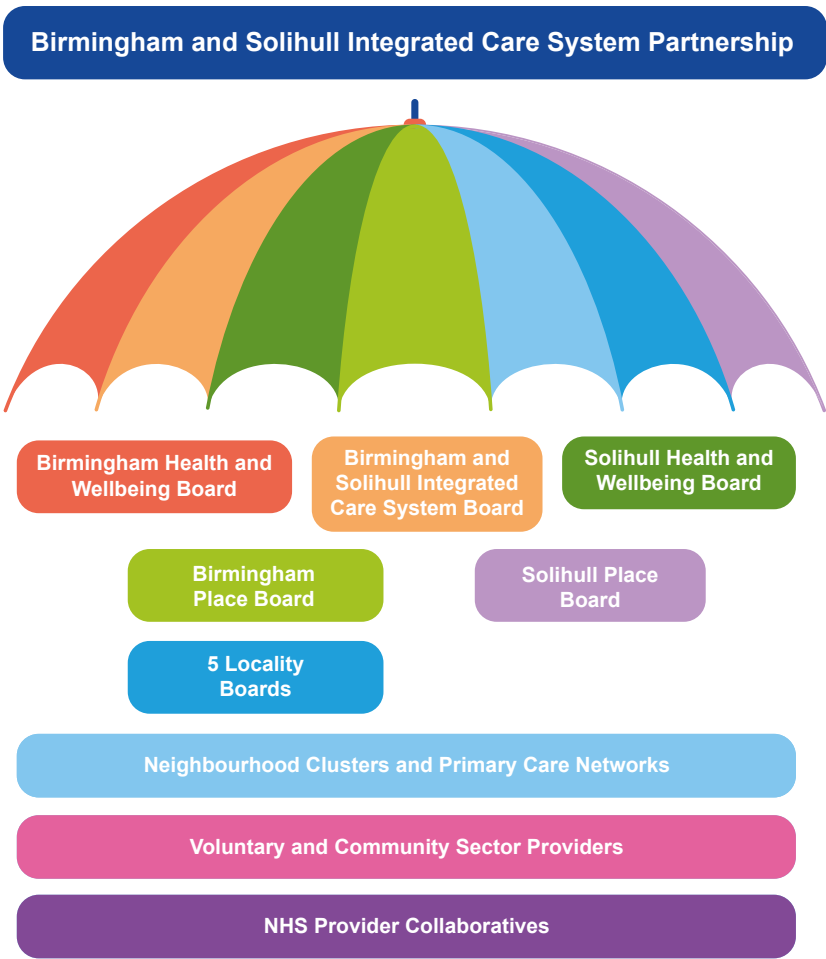 Birmingham and Solihull Integrated Care System Partnership
Birmingham Health and
Wellbeing Board
Birmingham and
Solihull Integrated
Care System Board
Solihull Health and
Wellbeing Board
Birmingham
Place Board
Solihull Place
Board
5 Locality
Boards
Neighbourhood Clusters and Primary Care Networks
Voluntary and Community Sector Providers
NHS Provider Collaboratives